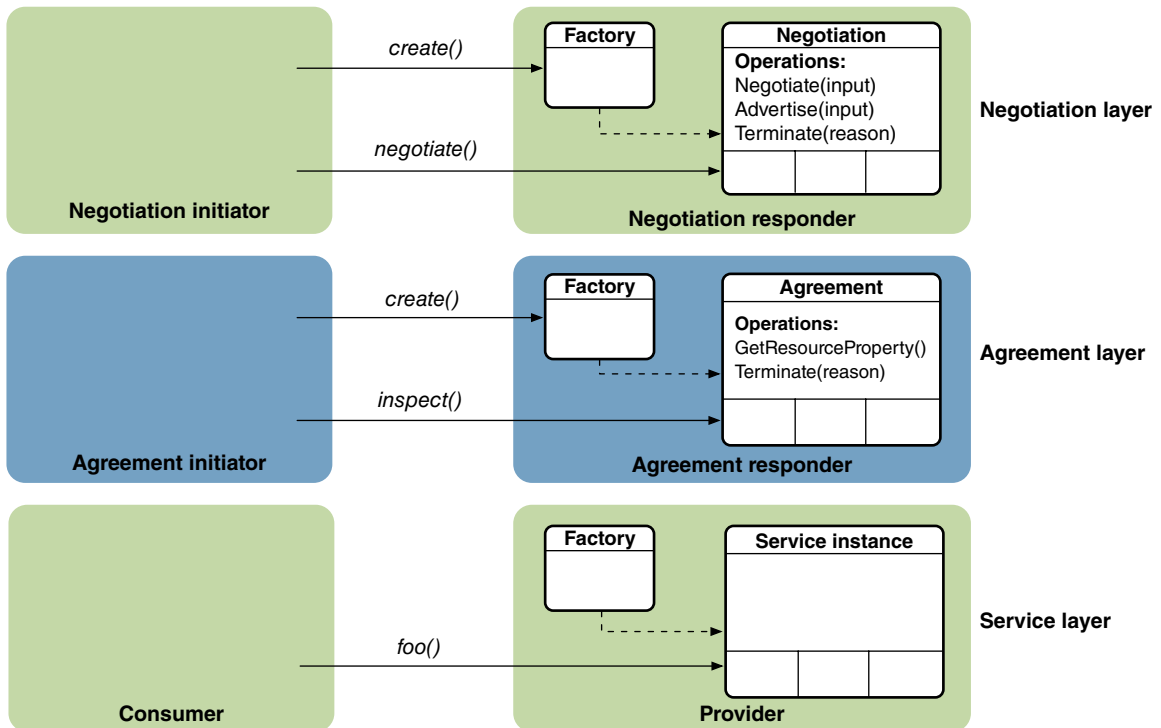 create()
Factory
Negotiation
Operations:
Negotiate(input)
Advertise(input)
Terminate(reason)
negotiate()
Negotiation initiator
Negotiation responder
Negotiation layer
create()
Factory
Agreement
Operations:
GetResourceProperty()
Terminate(reason)
inspect()
Agreement initiator
Agreement responder
Agreement layer
Factory
Service instance
foo()
Consumer
Provider
Service layer